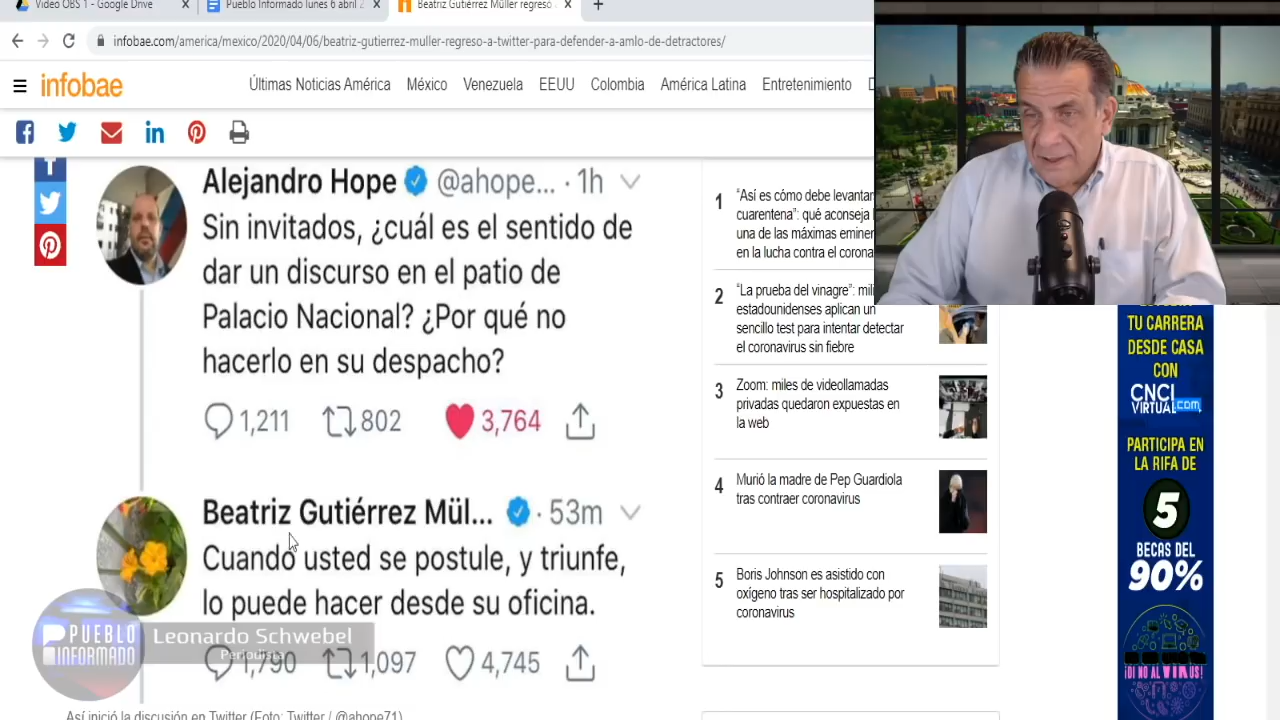 Video OBS 1 - Google Drive
Pueblo Informado lunes 6 abril 2
Beatriz Gutiérrez Müller regresó
infobae.com/america/mexico/2020/04/06/beatriz-gutierrez-muller-regreso-a-twitter-para-defender-a-amlo-de-detractores/
infobae
Últimas Noticias América México Venezuela EEUU Colombia América Latina Entretenimiento D
Alejandro Hope @ahope... · 1h
Sin invitados, ¿cuál es el sentido de
dar un discurso en el patio de
Palacio Nacional? ¿Por qué no
hacerlo en su despacho?
1,211 802 3,764
Beatriz Gutiérrez Mül... · 53m
Cuando usted se postule, y triunfe,
lo puede hacer desde su oficina.
1,790 1,097 4,745
Así inició la discusión en Twitter (Foto: Twitter / @ahope71)
PUEBLO
INFORMADO
Leonardo Schwebel
Periodista
1
“Así es cómo debe levantar
cuarentena”: qué aconseja
una de las máximas eminen
en la lucha contra el corona
2
“La prueba del vinagre”: mili
estadounidenses aplican un
sencillo test para intentar detectar
el coronavirus sin fiebre
3
Zoom: miles de videollamadas
privadas quedaron expuestas en
la web
4
Murió la madre de Pep Guardiola
tras contraer coronavirus
5
Boris Johnson es asistido con
oxígeno tras ser hospitalizado por
coronavirus
TU CARRERA
DESDE CASA
CON
CNCI
VIRTUAL.com
PARTICIPA EN
LA RIFA DE
5
BECAS DEL
90%
¡DI NO AL VIRUS!